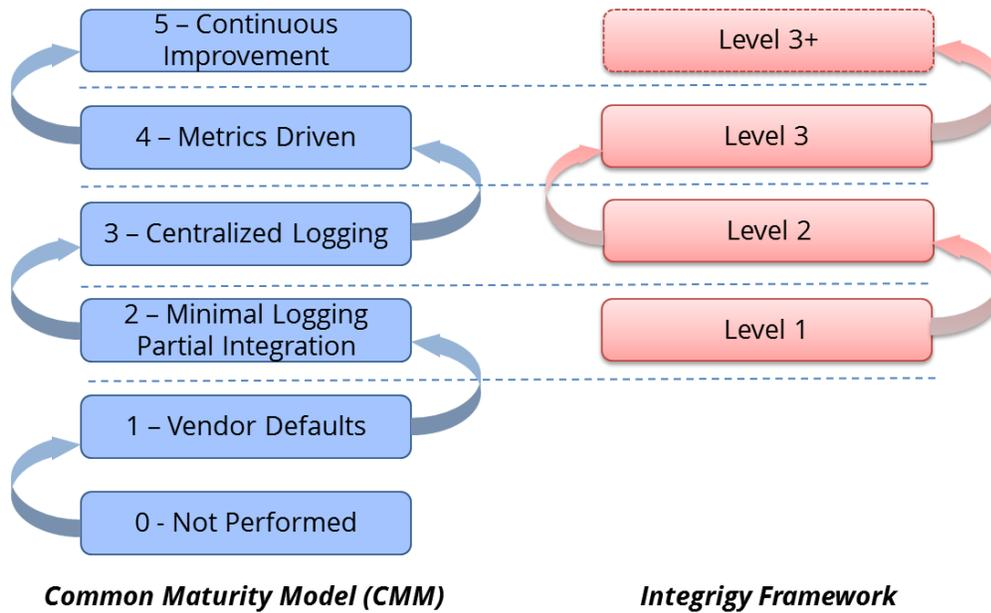 5 – Continuous
Improvement
Level 3+
4 – Metrics Driven
Level 3
3 – Centralized Logging
Level 2
2 – Minimal Logging
Partial Integration
Level 1
1 – Vendor Defaults
0 - Not Performed
Common Maturity Model (CMM)
Integrigy Framework